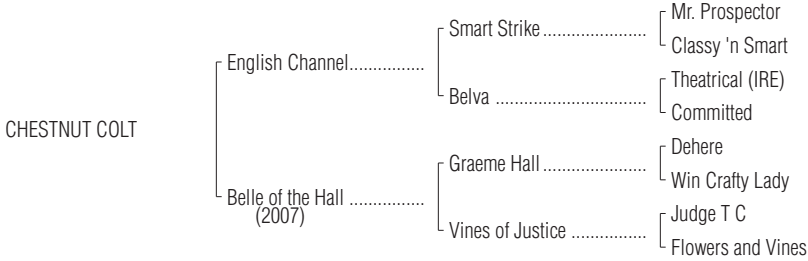 Mr. Prospector
Smart Strike......................
Classy 'n Smart
English Channel................
Theatrical (IRE)
Belva ................................
Committed
CHESTNUT COLT
Dehere
Graeme Hall......................
Win Crafty Lady
Belle of the Hall ................
(2007)
Judge T C
Vines of Justice ................
Flowers and Vines